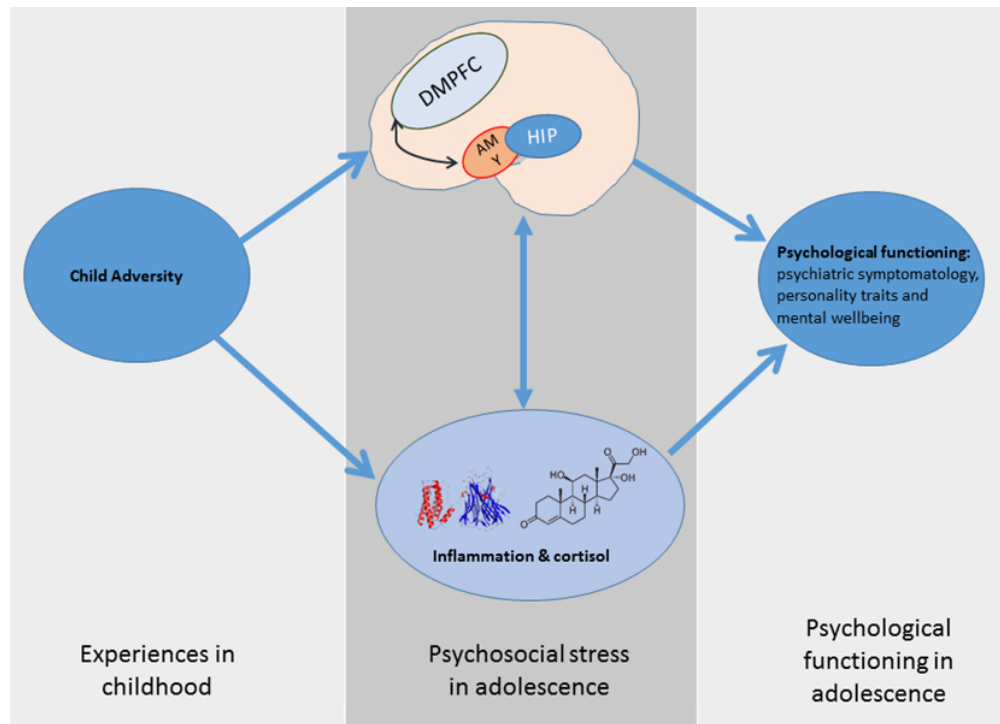 DMPFC
AM
Y
HIP
Child Adversity
Psychological functioning:
psychiatric symptomatology,
personality traits and
mental wellbeing
O
OH
HO
OH
H
H
H
O
Inflammation & cortisol
Experiences in
childhood
Psychosocial stress
in adolescence
Psychological
functioning in
adolescence